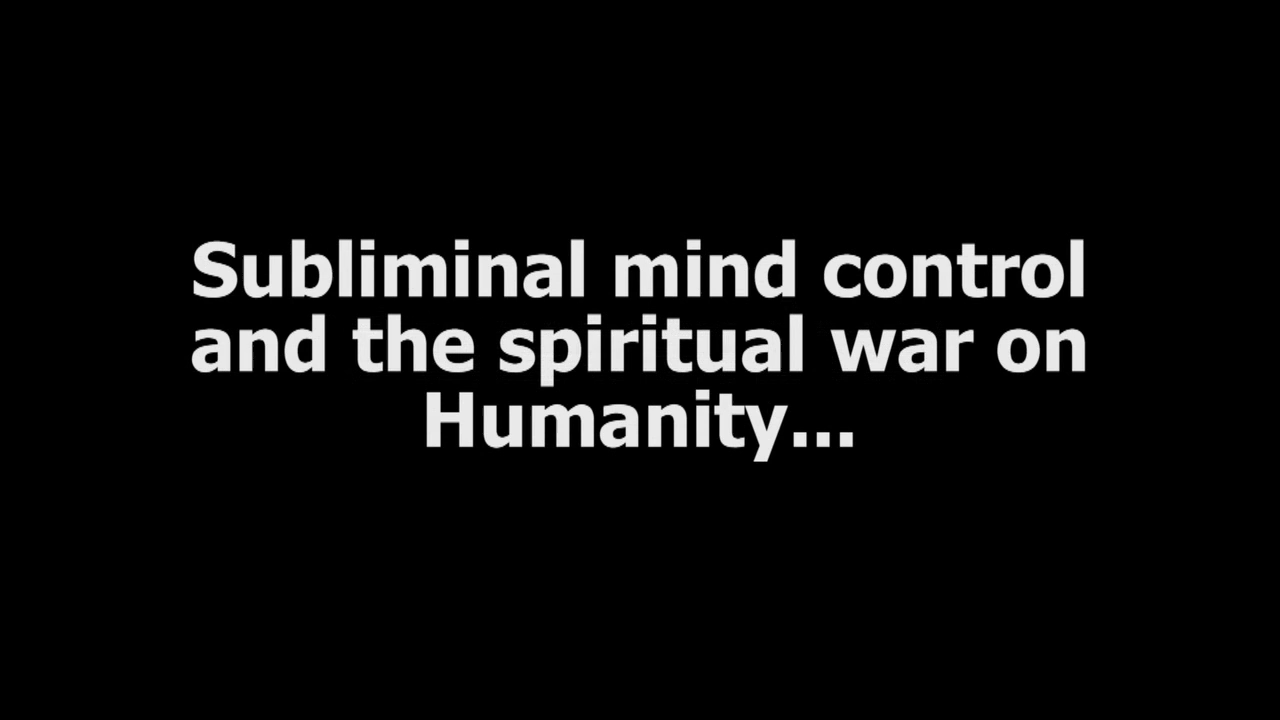 Subliminal mind control
and the spiritual war on
Humanity...